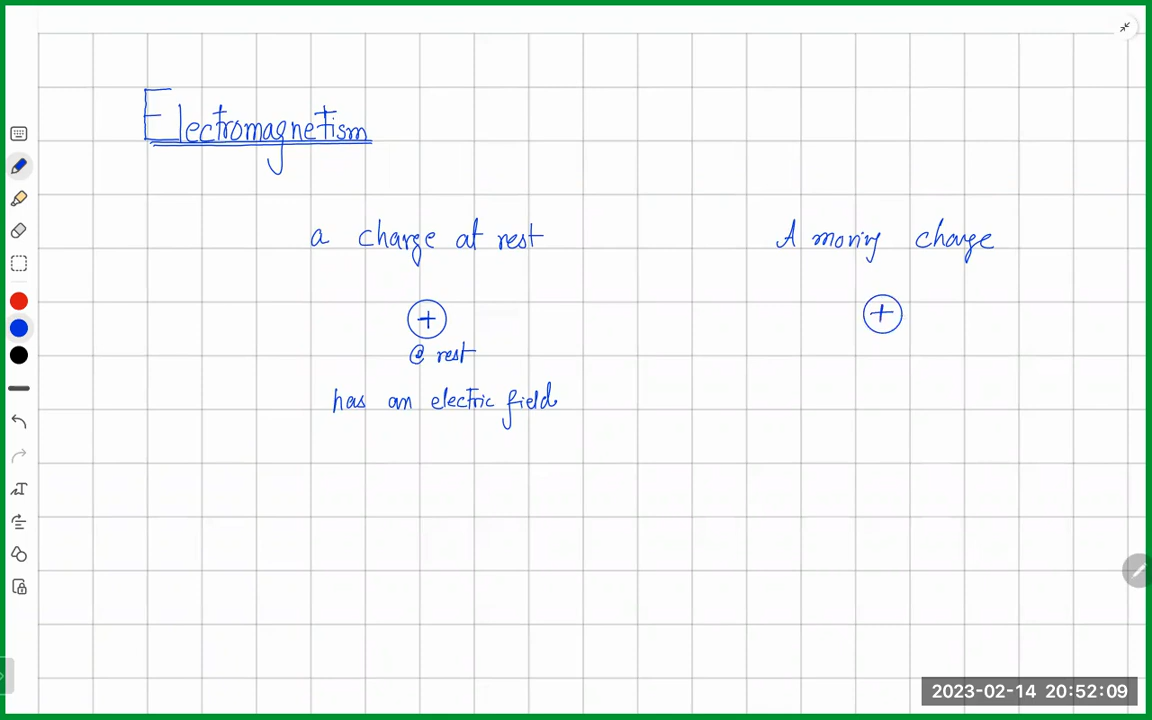 Electromagnetism
a charge at rest
A moving charge
+
+
@ rest
has an electric field
2023-02-14 20:52:09